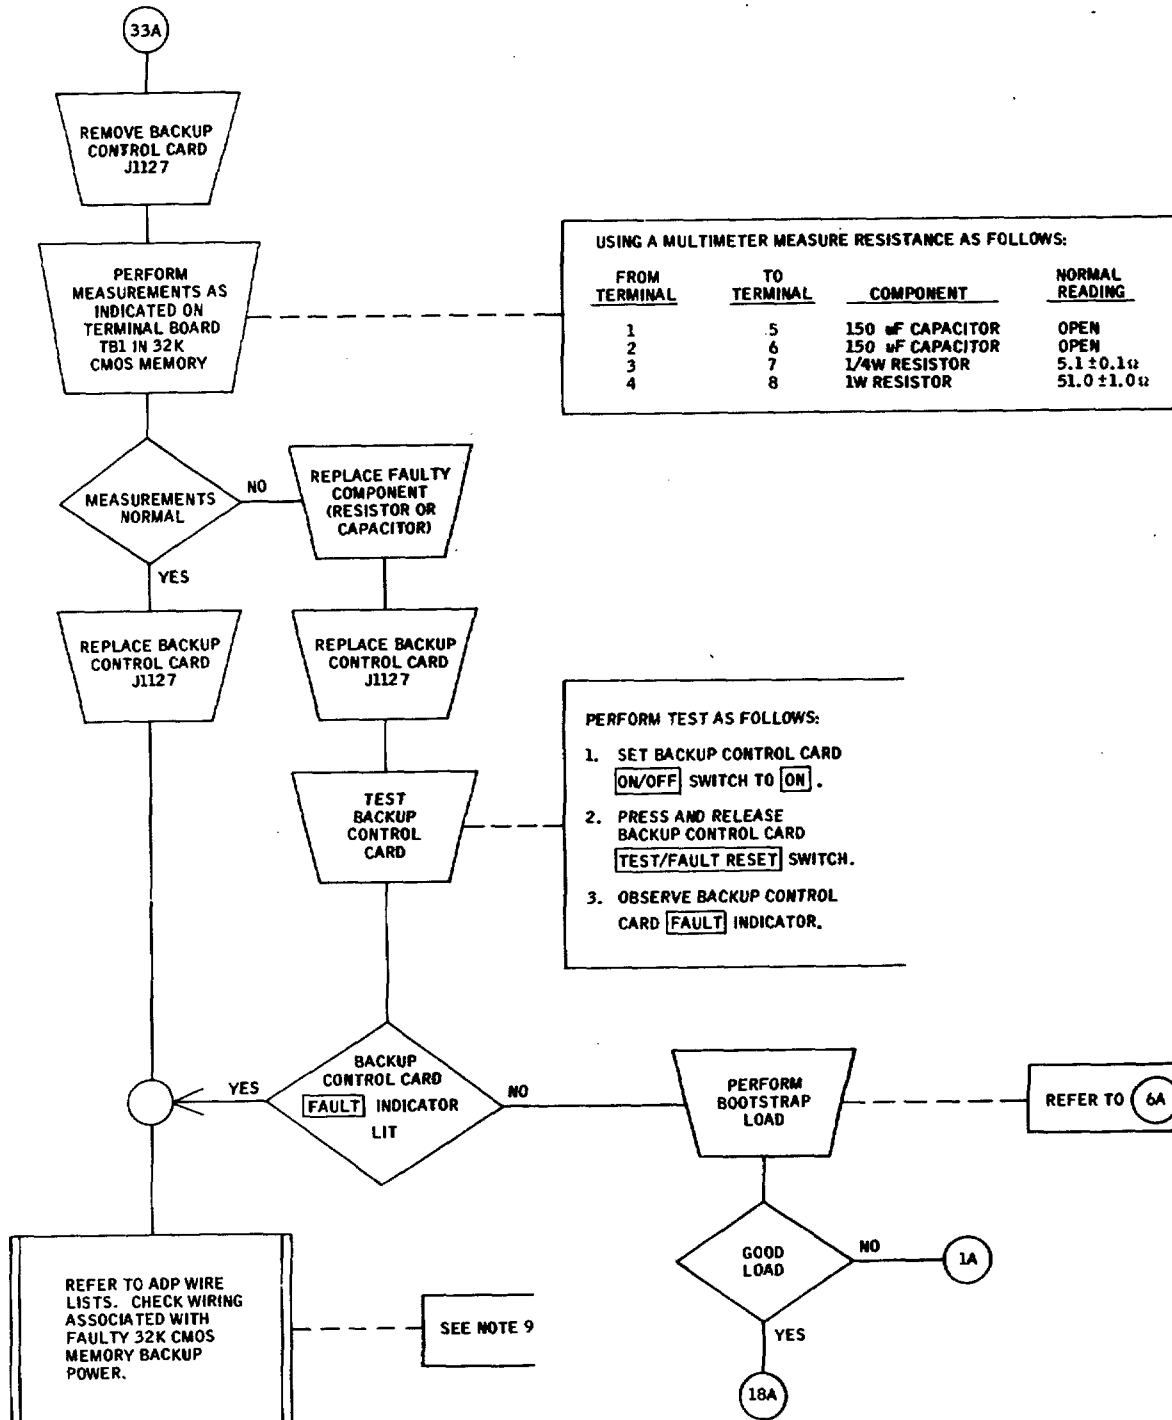 33A
REMOVE BACKUP
CONTROL CARD
J1127
PERFORM
MEASUREMENTS AS
INDICATED ON
TERMINAL BOARD
TB1 IN 32K
CMOS MEMORY
USING A MULTIMETER MEASURE RESISTANCE AS FOLLOWS:
FROM TERMINAL TO TERMINAL COMPONENT NORMAL READING
1 5 150 uF CAPACITOR OPEN
2 6 150 uF CAPACITOR OPEN
3 7 1/4W RESISTOR 5.1 ±0.1Ω
4 8 1W RESISTOR 51.0 ±1.0Ω
MEASUREMENTS
NORMAL
NO
YES
REPLACE FAULTY
COMPONENT
(RESISTOR OR
CAPACITOR)
REPLACE BACKUP
CONTROL CARD
J1127
REPLACE BACKUP
CONTROL CARD
J1127
TEST
BACKUP
CONTROL
CARD
PERFORM TEST AS FOLLOWS:
1. SET BACKUP CONTROL CARD
ON/OFF SWITCH TO ON .
2. PRESS AND RELEASE
BACKUP CONTROL CARD
TEST/FAULT RESET SWITCH.
3. OBSERVE BACKUP CONTROL
CARD FAULT INDICATOR.
BACKUP
CONTROL CARD
FAULT INDICATOR
LIT
YES
NO
PERFORM
BOOTSTRAP
LOAD
REFER TO 6A
GOOD
LOAD
NO
1A
YES
18A
REFER TO ADP WIRE
LISTS. CHECK WIRING
ASSOCIATED WITH
FAULTY 32K CMOS
MEMORY BACKUP
POWER.
SEE NOTE 9